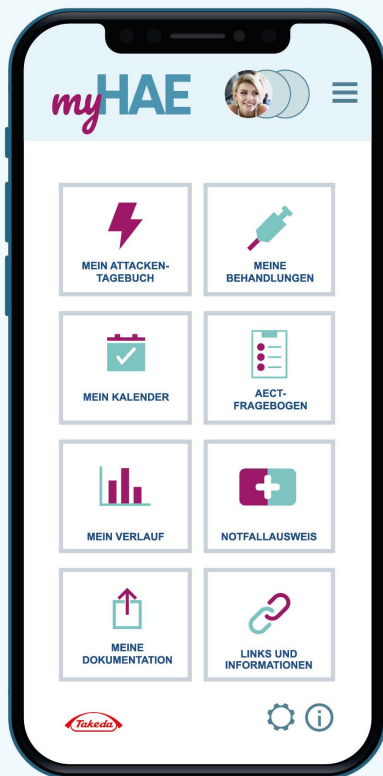 myHAE
MEIN ATTACKEN-
TAGEBUCH
MEINE
BEHANDLUNGEN
MEIN KALENDER
AECT-
FRAGEBOGEN
MEIN VERLAUF
NOTFALLAUSWEIS
MEINE
DOKUMENTATION
LINKS UND
INFORMATIONEN
Takeda